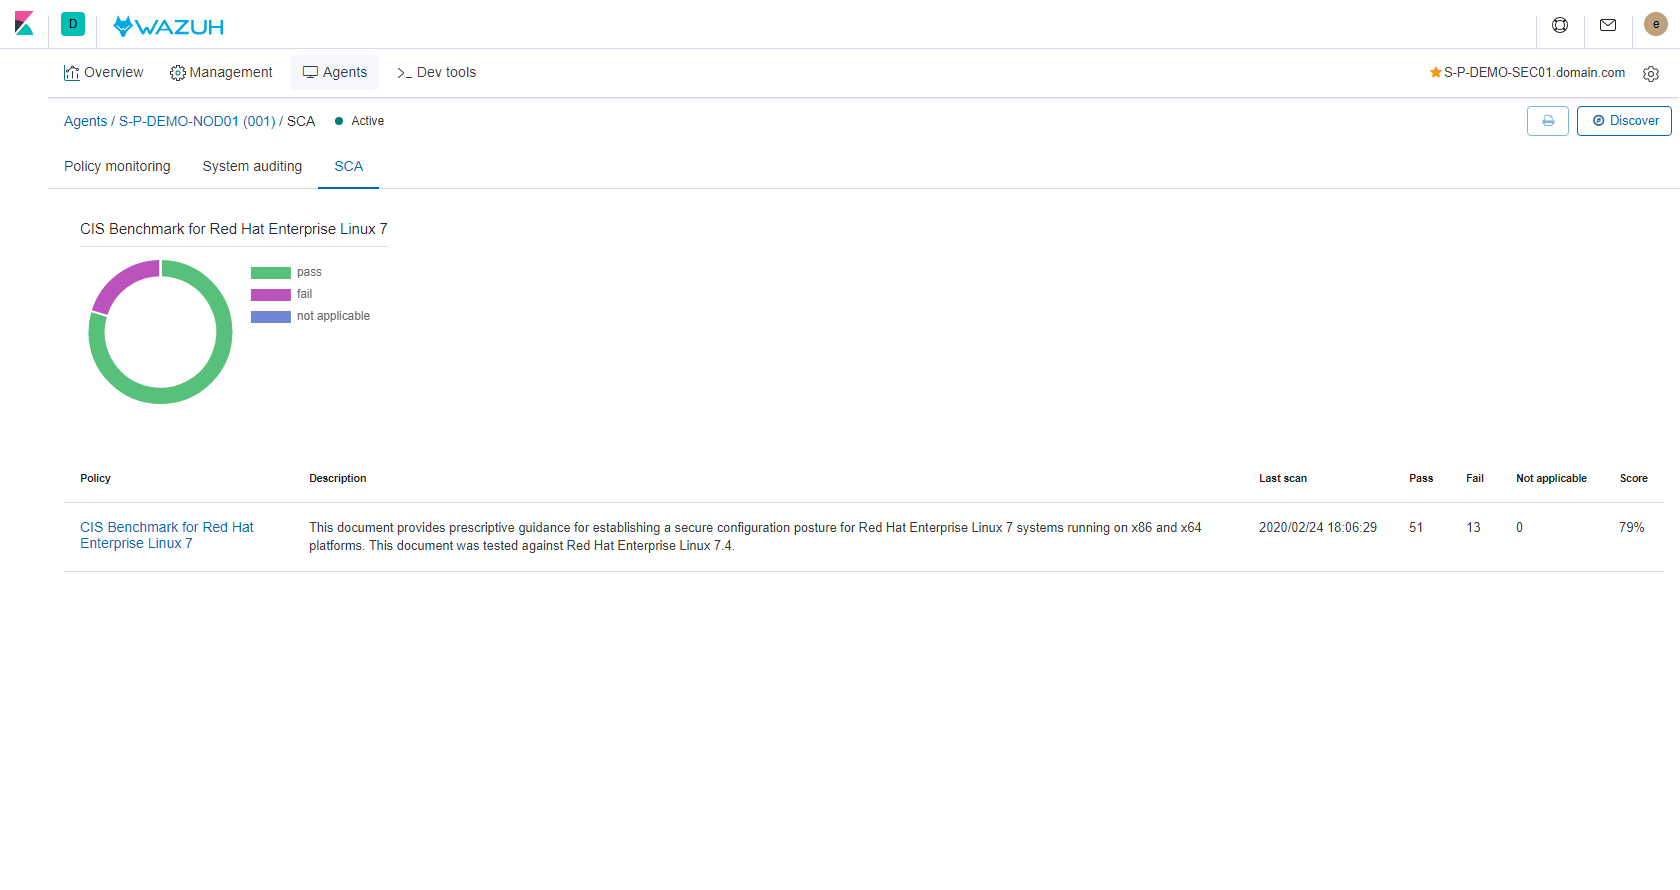 D WAZUH e
Overview Management Agents >_ Dev tools S-P-DEMO-SEC01.domain.com
Agents / S-P-DEMO-NOD01 (001) / SCA Active Discover
Policy monitoring System auditing SCA
CIS Benchmark for Red Hat Enterprise Linux 7
pass
fail
not applicable
Policy Description Last scan Pass Fail Not applicable Score
CIS Benchmark for Red Hat
Enterprise Linux 7
This document provides prescriptive guidance for establishing a secure configuration posture for Red Hat Enterprise Linux 7 systems running on x86 and x64
platforms. This document was tested against Red Hat Enterprise Linux 7.4.
2020/02/24 18:06:29 51 13 0 79%